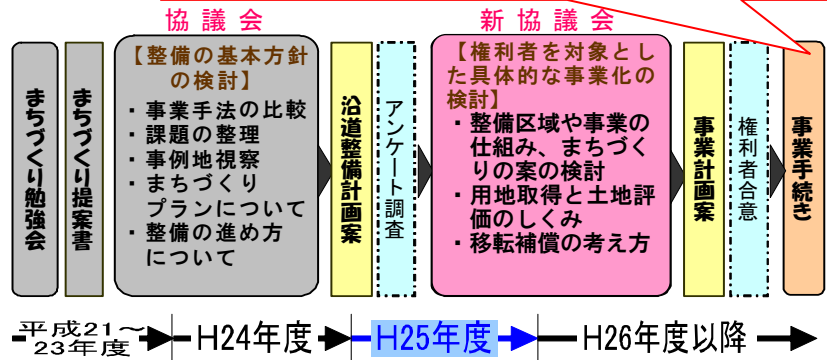 協議会
新協議会
まちづくり勉強会
まちづくり提案書
【整備の基本方針
の検討】
・事業手法の比較
・課題の整理
・事例地視察
・まちづくり
プランについて
・整備の進め方
について
沿道整備計画案
アンケート調査
【権利者を対象とし
た具体的な事業化の
検討】
・整備区域や事業の
仕組み、まちづく
りの案の検討
・用地取得と土地評
価のしくみ
・移転補償の考え方
事業計画案
権利者合意
事業手続き
平成21～
23年度
H24年度
H25年度
H26年度以降